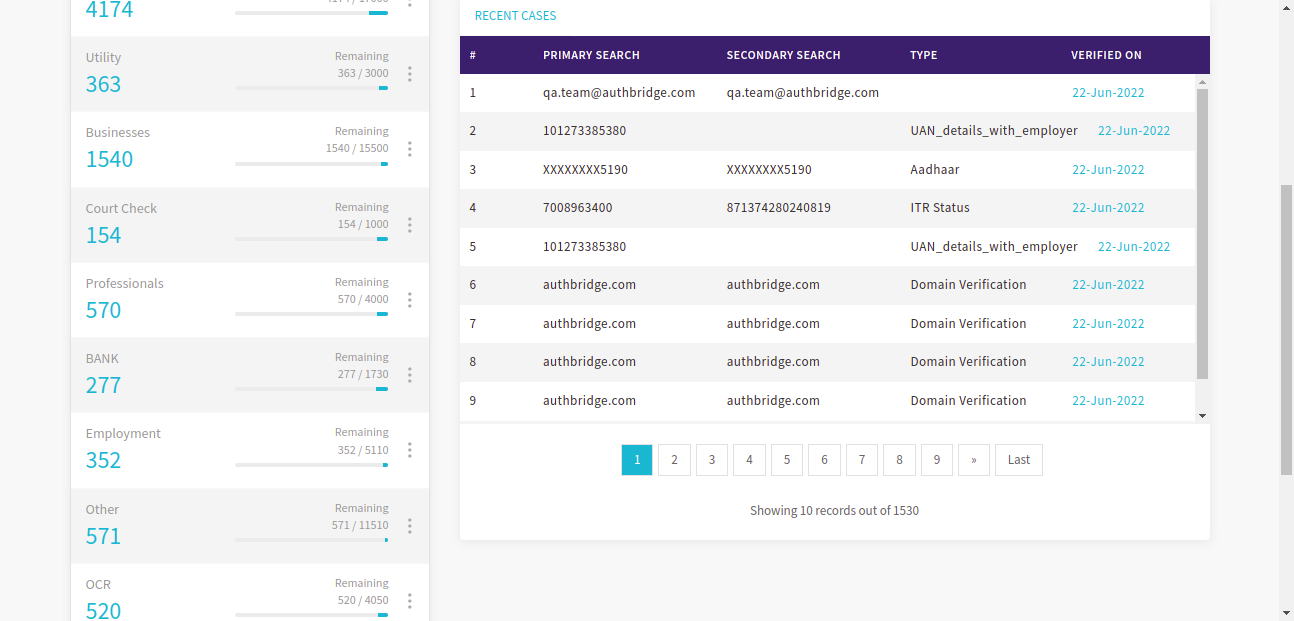 4174
Utility
Remaining
363
363 / 3000
Businesses
Remaining
1540
1540 / 15500
Court Check
Remaining
154
154 / 1000
Professionals
Remaining
570
570 / 4000
BANK
Remaining
277
277 / 1730
Employment
Remaining
352
352 / 5110
Other
Remaining
571
571 / 11510
OCR
Remaining
520
520 / 4050
RECENT CASES
# PRIMARY SEARCH SECONDARY SEARCH TYPE VERIFIED ON
1 qa.team@authbridge.com qa.team@authbridge.com 22-Jun-2022
2 101273385380 UAN_details_with_employer 22-Jun-2022
3 XXXXXXXX5190 XXXXXXXX5190 Aadhaar 22-Jun-2022
4 7008963400 871374280240819 ITR Status 22-Jun-2022
5 101273385380 UAN_details_with_employer 22-Jun-2022
6 authbridge.com authbridge.com Domain Verification 22-Jun-2022
7 authbridge.com authbridge.com Domain Verification 22-Jun-2022
8 authbridge.com authbridge.com Domain Verification 22-Jun-2022
9 authbridge.com authbridge.com Domain Verification 22-Jun-2022
1 2 3 4 5 6 7 8 9 » Last
Showing 10 records out of 1530